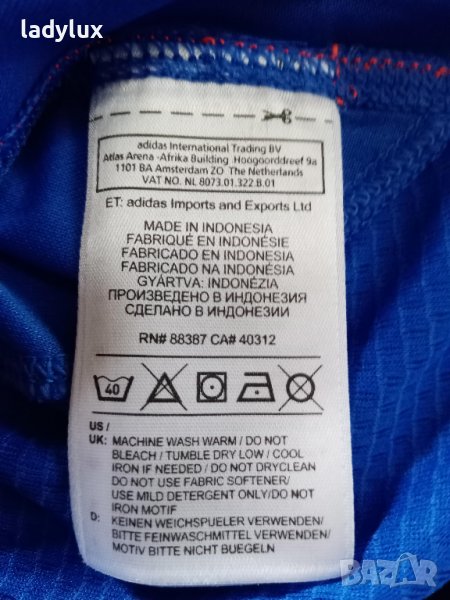 ladylux
adidas International Trading BV
Atlas Arena -Afrika Building Hoogoorddreef 9a
1101 BA Amsterdam ZO The Netherlands
VAT NO. NL 8073.01.322.B.01
ET: adidas Imports and Exports Ltd
MADE IN INDONESIA
FABRIQUÉ EN INDONÉSIE
FABRICADO EN INDONESIA
FABRICADO NA INDONÉSIA
GYÁRTVA: INDONÉZIA
ПРОИЗВЕДЕНО В ИНДОНЕЗИЯ
СДЕЛАНО В ИНДОНЕЗИИ
RN# 88387 CA# 40312
40
US /
UK: MACHINE WASH WARM / DO NOT
BLEACH / TUMBLE DRY LOW / COOL
IRON IF NEEDED / DO NOT DRYCLEAN
DO NOT USE FABRIC SOFTENER/
USE MILD DETERGENT ONLY/DO NOT
IRON MOTIF
D: KEINEN WEICHSPUELER VERWENDEN/
BITTE FEINWASCHMITTEL VERWENDEN/
MOTIV BITTE NICHT BUEGELN
BAZAR